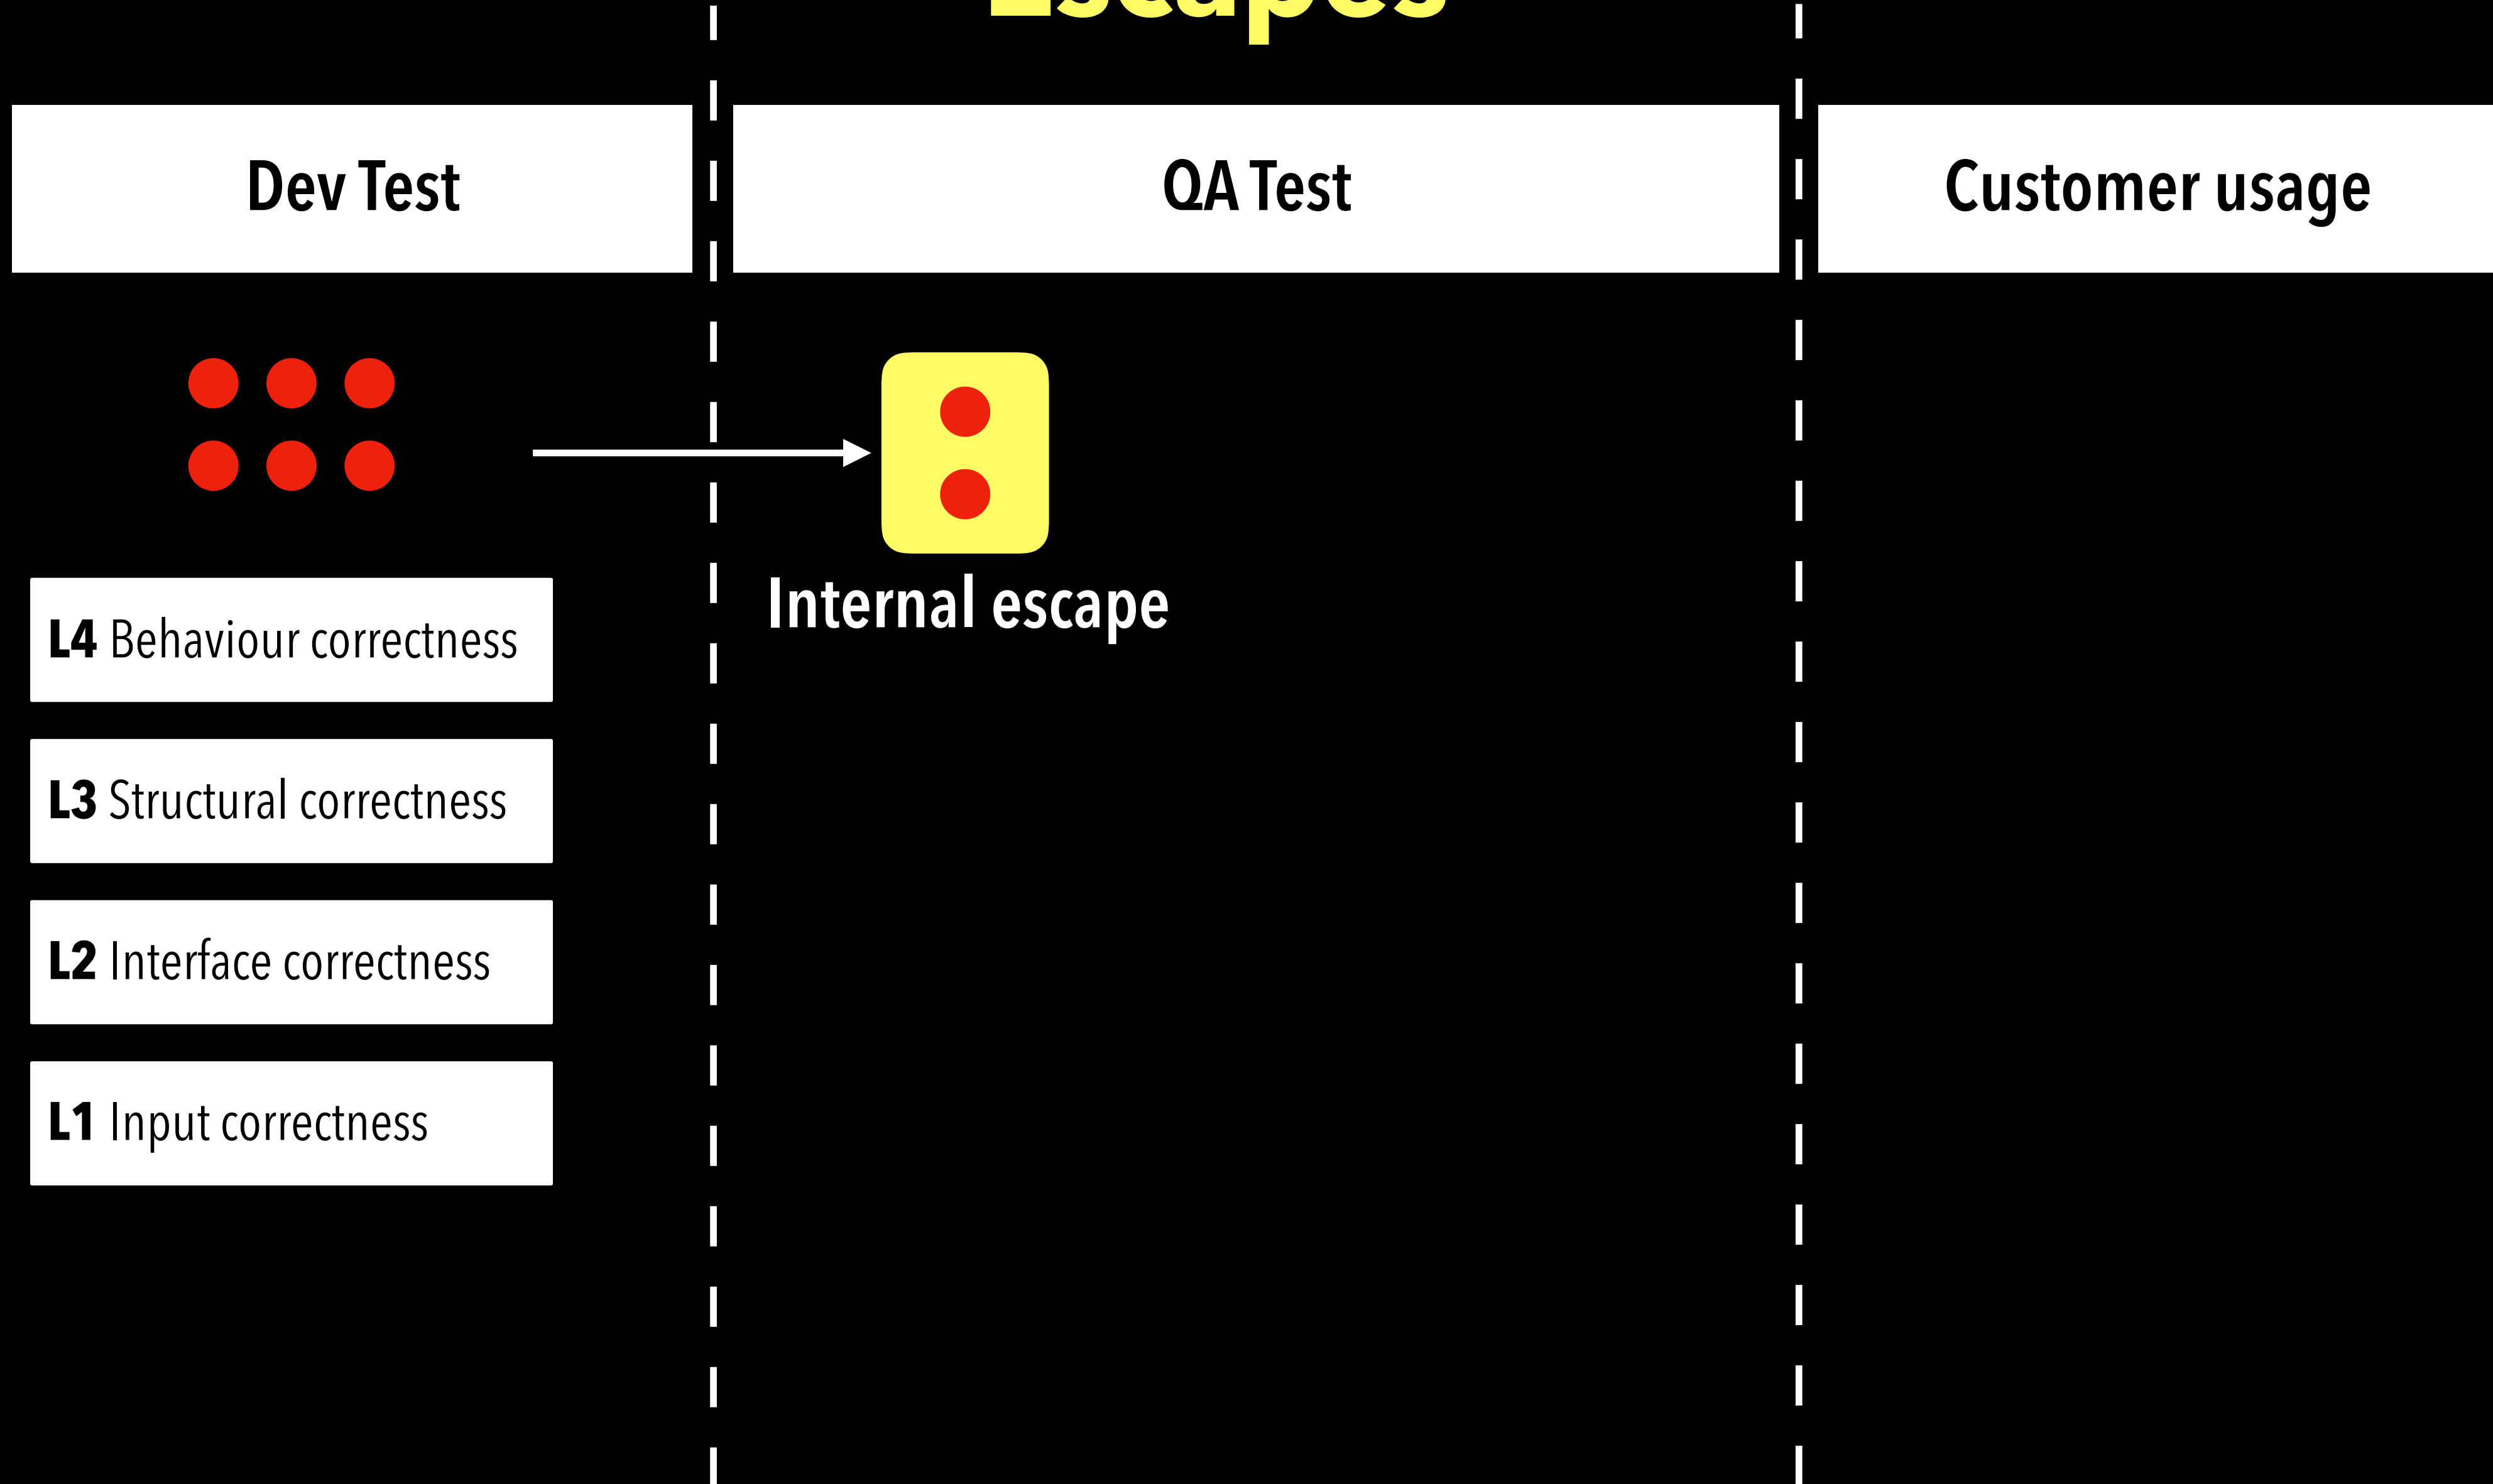 Escapes
Dev Test
QA Test
Customer usage
Internal escape
L4 Behaviour correctness
L3 Structural correctness
L2 Interface correctness
L1 Input correctness